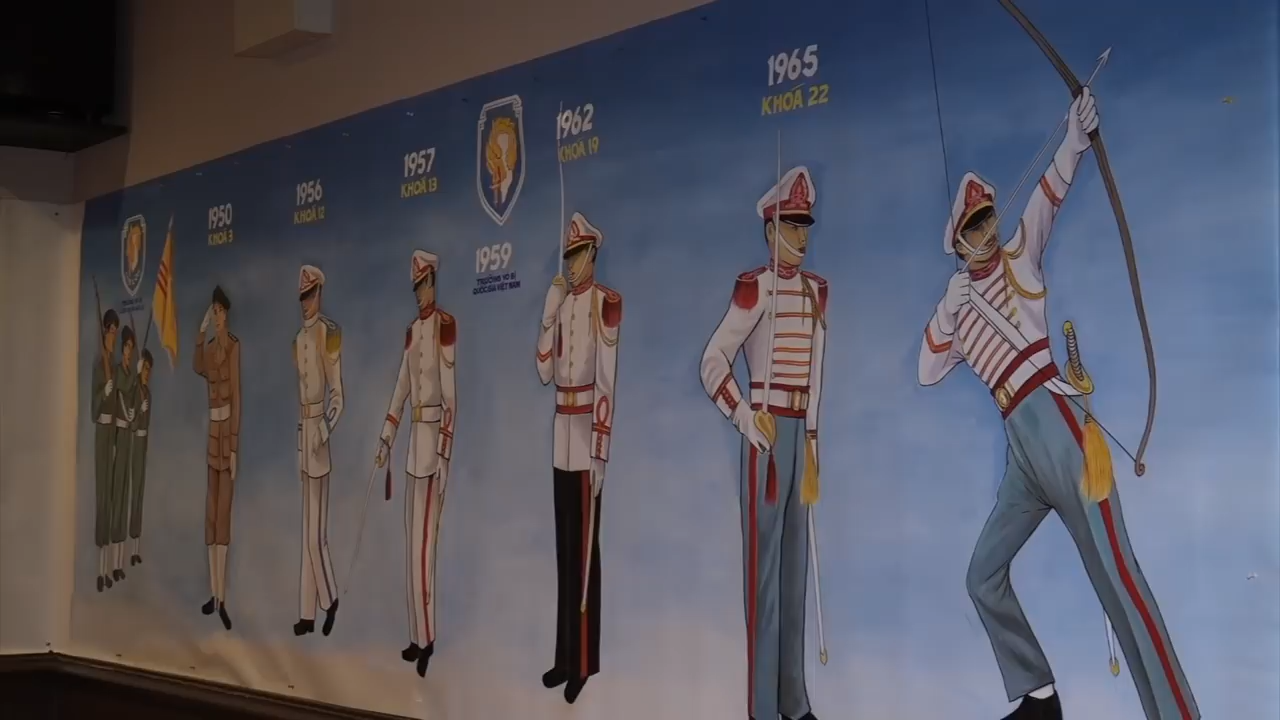 1950
KHOÁ 3
1956
KHOÁ 12
1957
KHOÁ 13
1959
TRƯỜNG VÕ BỊ
QUỐC GIA VIỆT NAM
1962
KHOÁ 19
1965
KHOÁ 22